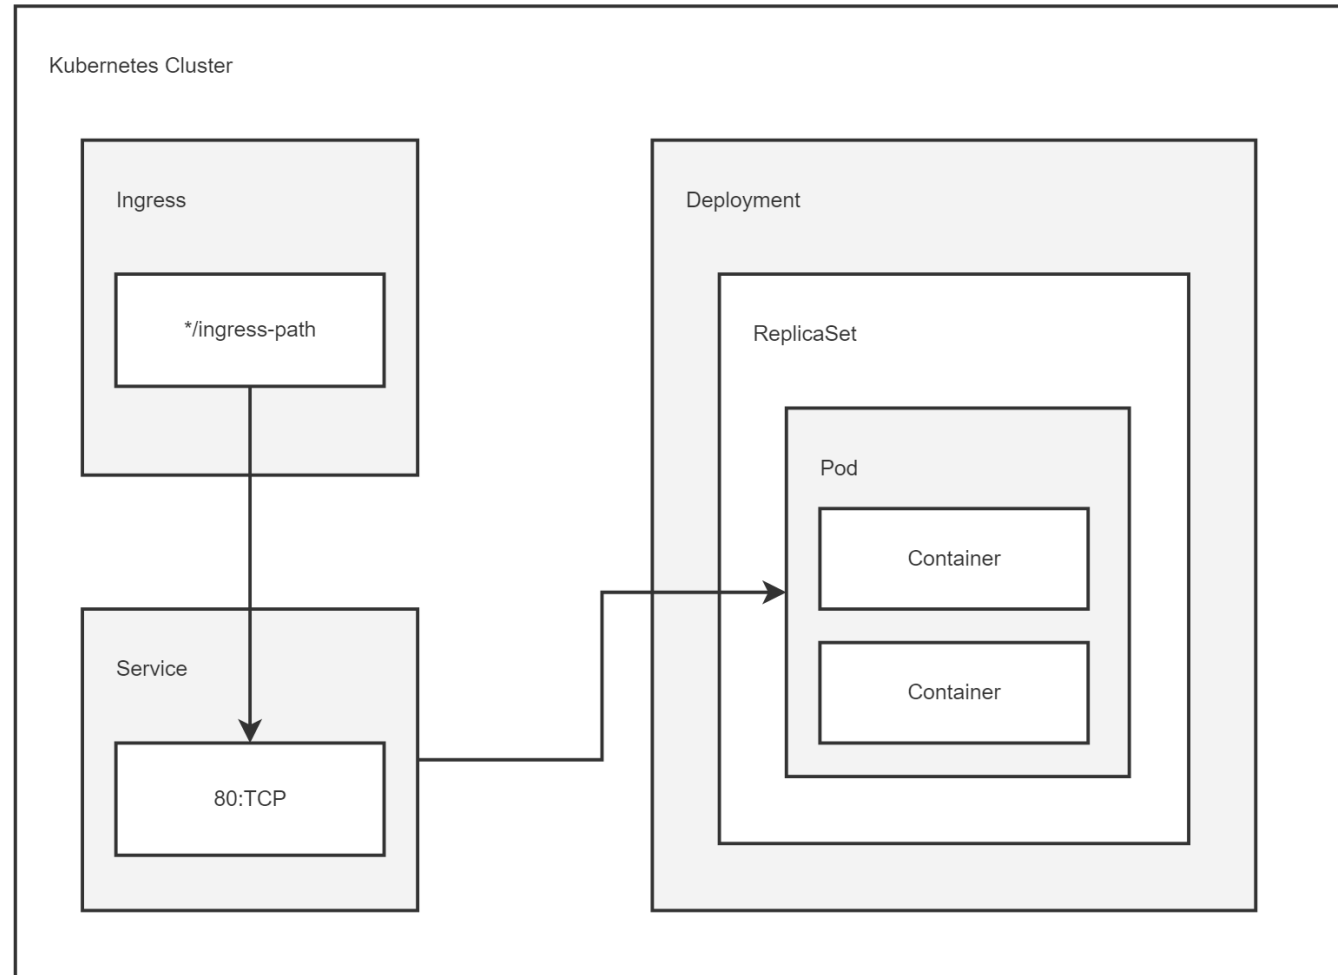 Kubernetes Cluster
Ingress
*/ingress-path
Service
80:TCP
Deployment
ReplicaSet
Pod
Container
Container